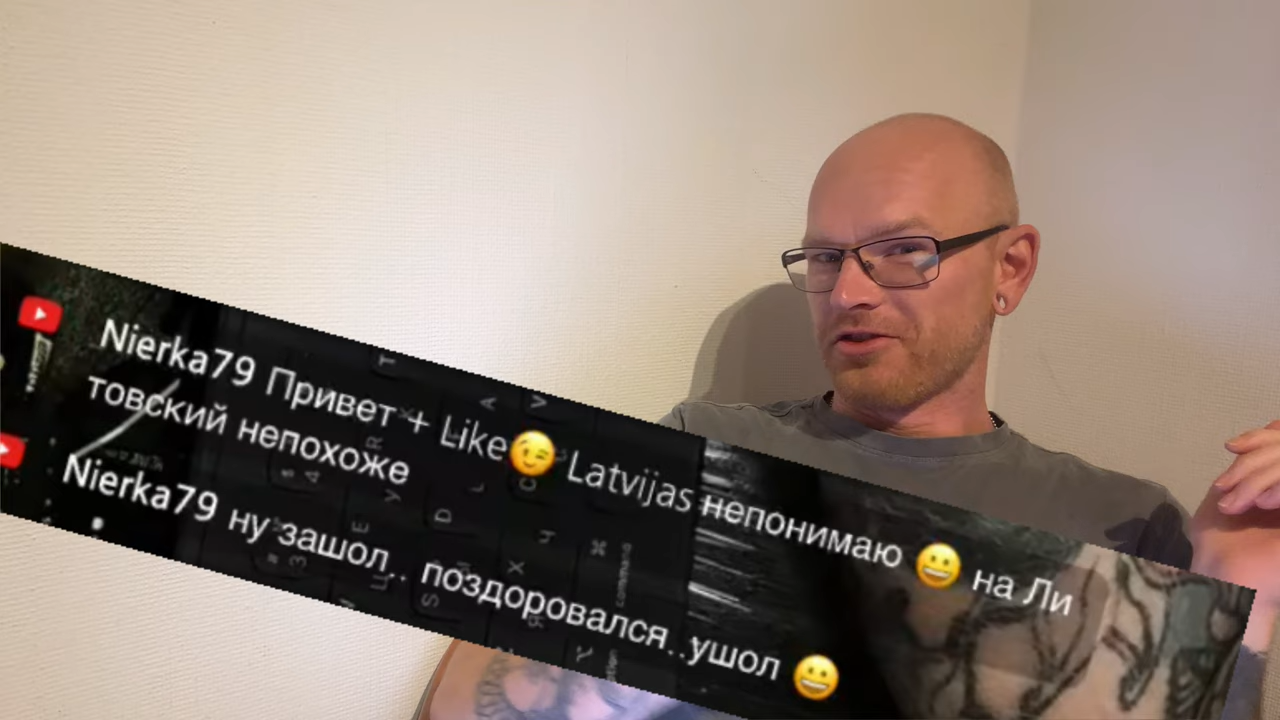 Nierka79 Привет + Like😉 Latvijas непонимаю 😀 на Ли
товский непохоже
Nierka79 ну зашол.. поздоровался..ушол 😀